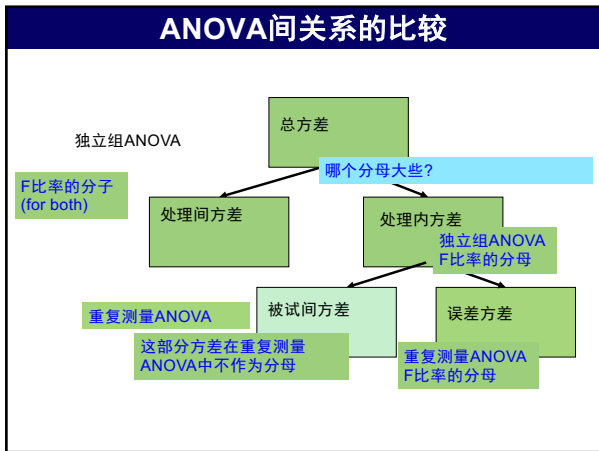 ANOVA间关系的比较
总方差
独立组ANOVA
哪个分母大些?
F比率的分子
(for both)
处理间方差
处理内方差
独立组ANOVA
F比率的分母
重复测量ANOVA
被试间方差
误差方差
这部分方差在重复测量
ANOVA中不作为分母
重复测量ANOVA
F比率的分母